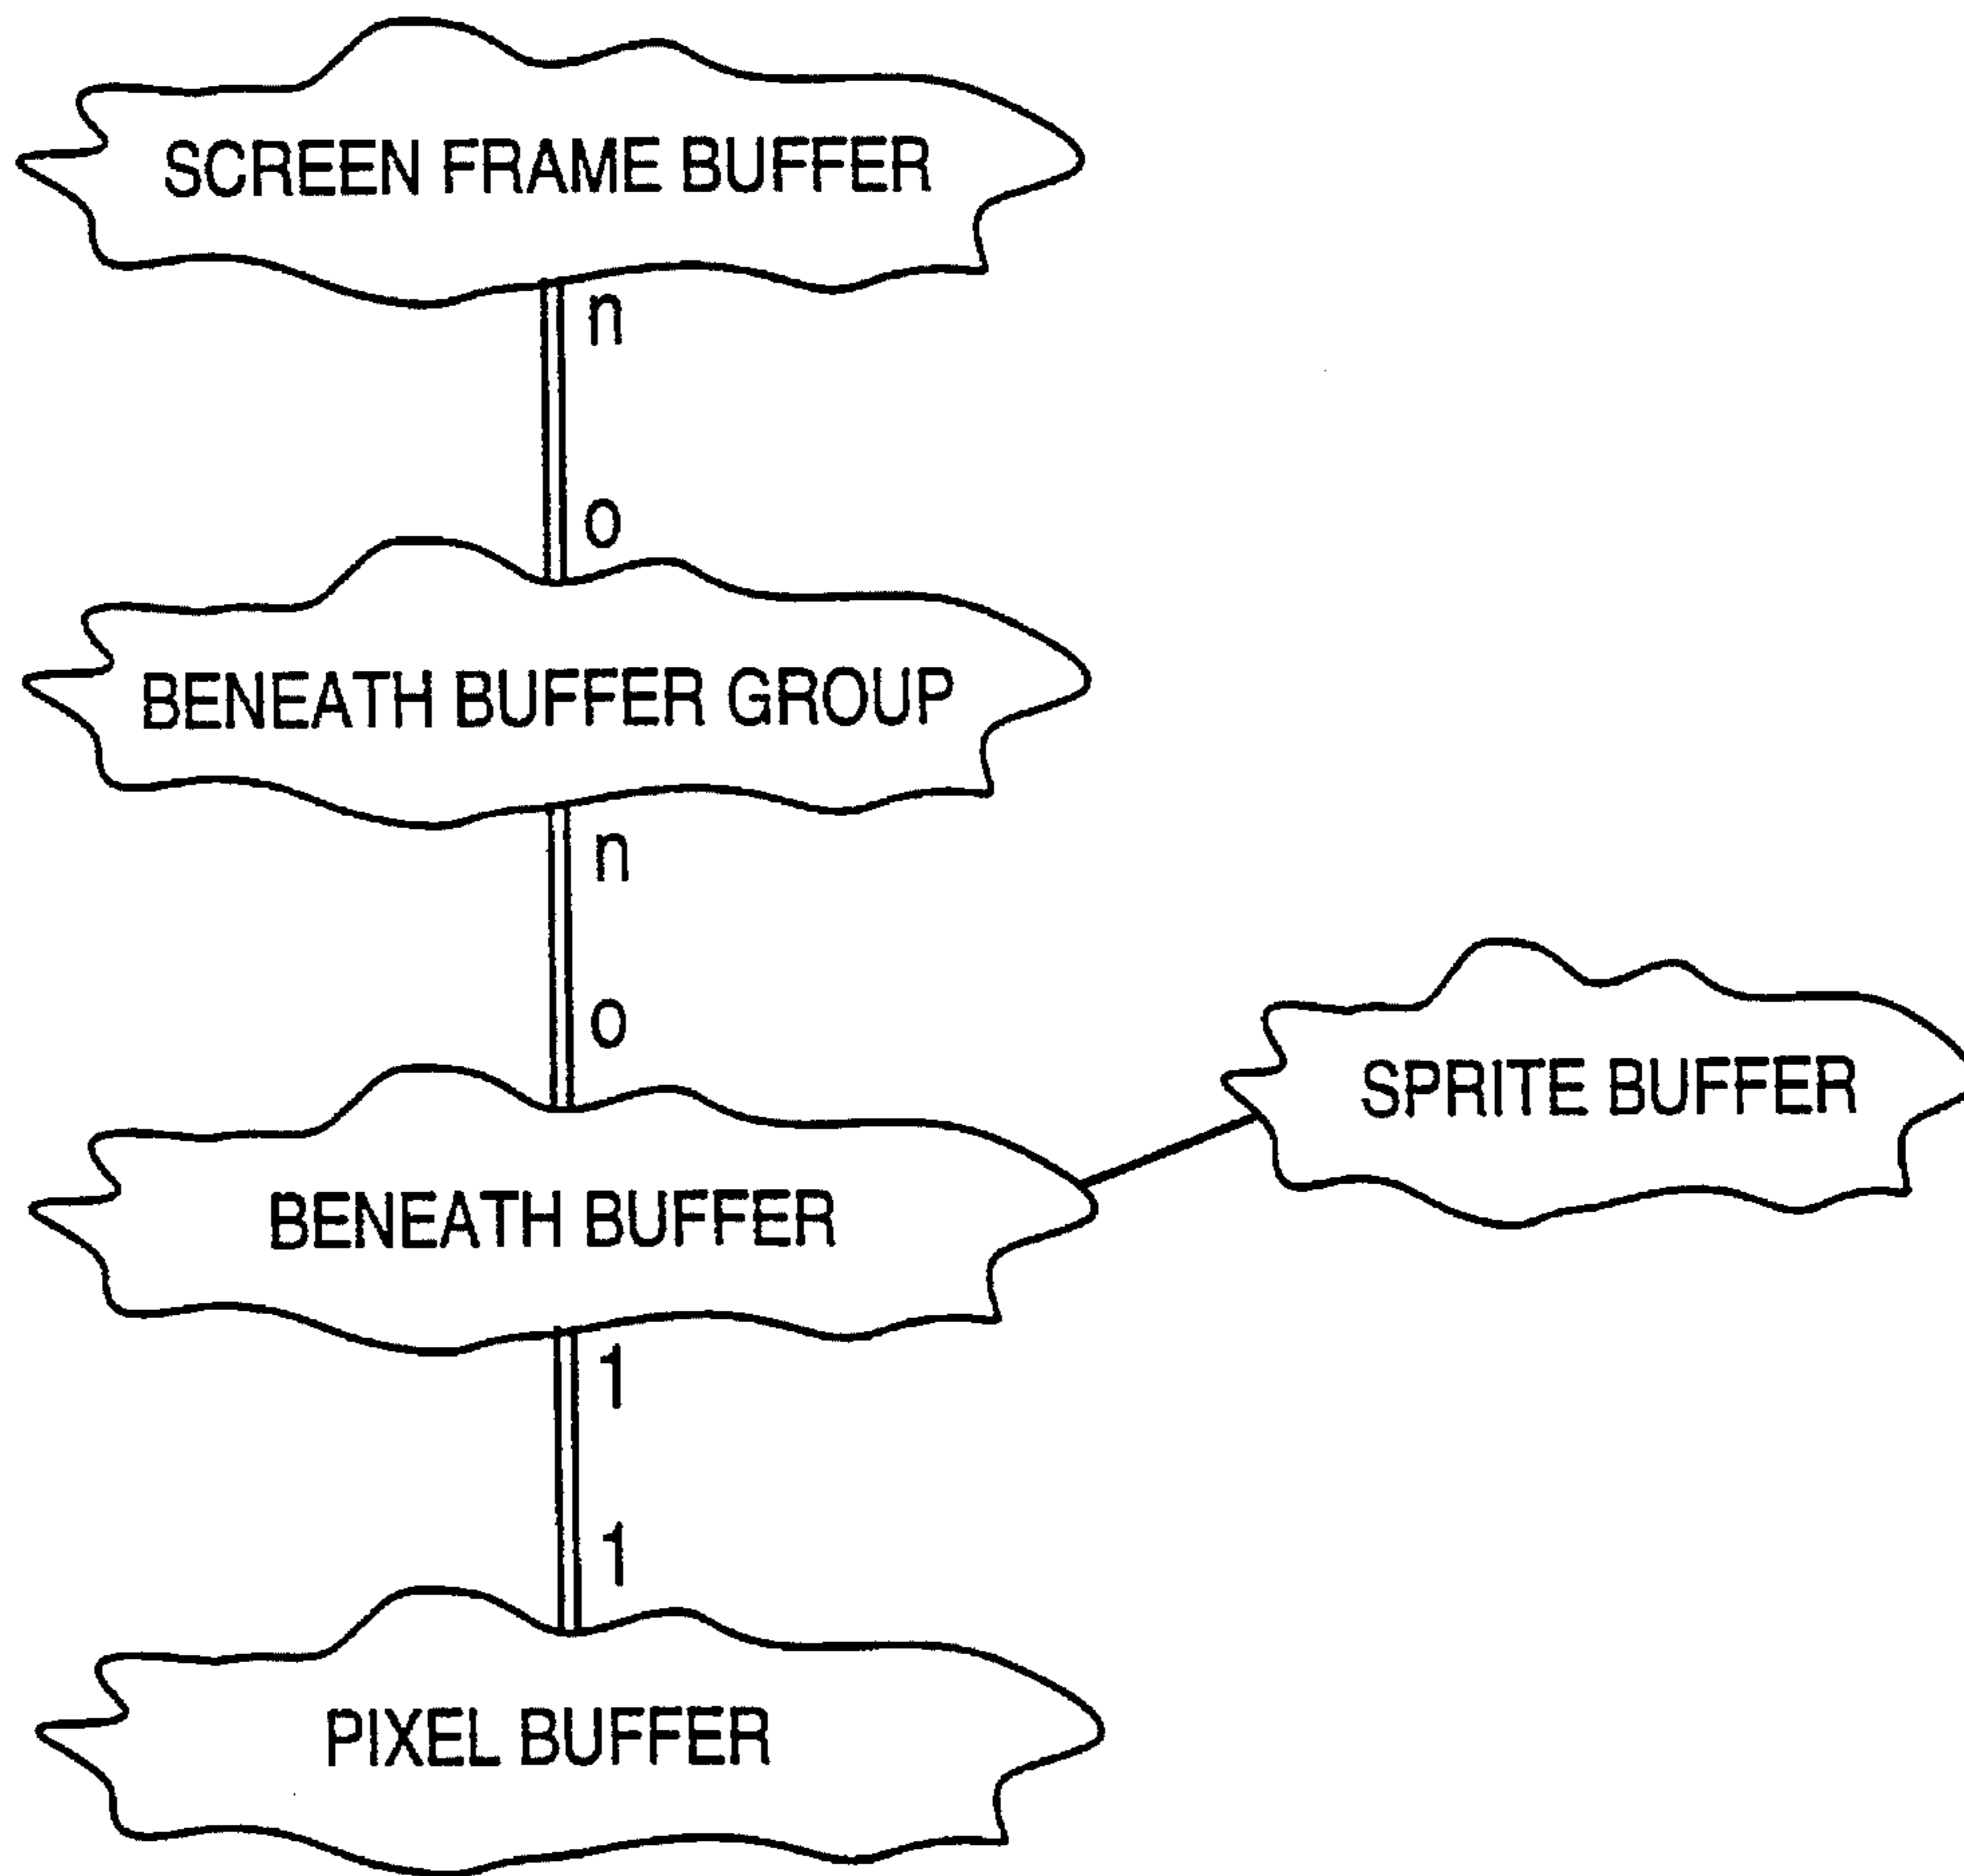 SCREEN FRAME BUFFER
n
o
BENEATH BUFFER GROUP
n
o
SPRITE BUFFER
BENEATH BUFFER
1
1
PIXEL BUFFER